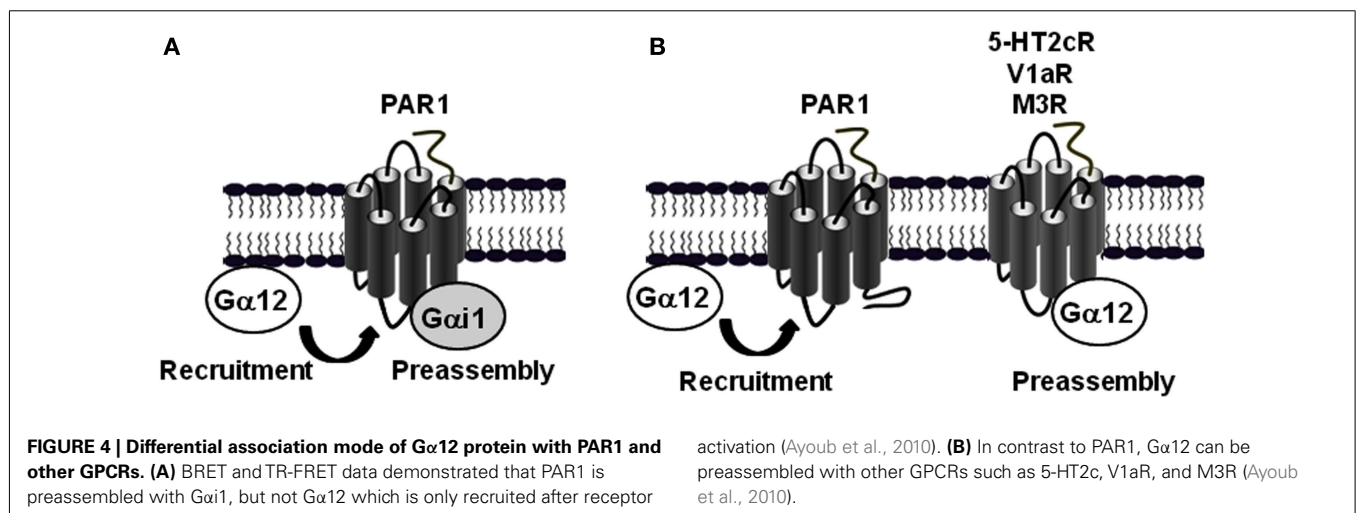 A
PAR1
Gα12
Gαi1
Recruitment
Preassembly
B
PAR1
5-HT2cR
V1aR
M3R
Gα12
Gα12
Recruitment
Preassembly
FIGURE 4 | Differential association mode of Gα12 protein with PAR1 and
other GPCRs. (A) BRET and TR-FRET data demonstrated that PAR1 is
preassembled with Gαi1, but not Gα12 which is only recruited after receptor
activation (Ayoub et al., 2010). (B) In contrast to PAR1, Gα12 can be
preassembled with other GPCRs such as 5-HT2c, V1aR, and M3R (Ayoub
et al., 2010).